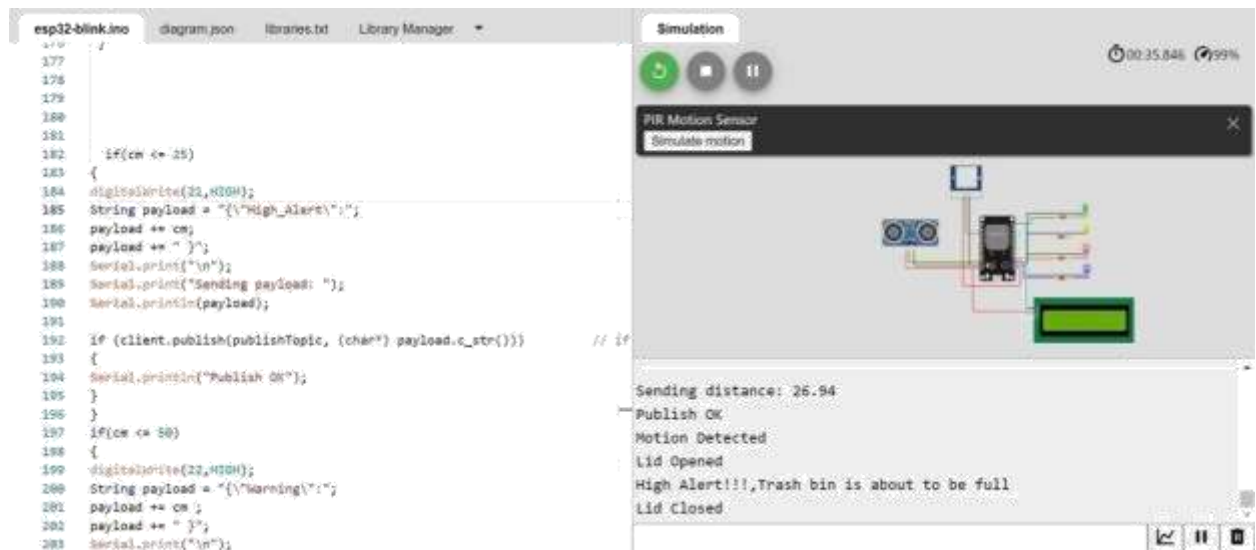 esp32-blink.ino diagram.json libraries.txt Library Manager
177
178
179
180
181
182 if(cm <= 25)
183 {
184 digitalWrite(21,HIGH);
185 String payload = "{\"High_Alert\":";
186 payload += cm;
187 payload += " }";
188 Serial.print("\n");
189 Serial.print("Sending payload: ");
190 Serial.println(payload);
191
192 if (client.publish(publishTopic, (char*) payload.c_str())) // if
193 {
194 Serial.println("Publish OK");
195 }
196 }
197 if(cm <= 50)
198 {
199 digitalWrite(22,HIGH);
200 String payload = "{\"Warning\":";
201 payload += cm ;
202 payload += " }";
203 Serial.print("\n");
Simulation
00:35.846 99%
PIR Motion Sensor
Simulate motion
Sending distance: 26.94
Publish OK
Motion Detected
Lid Opened
High Alert!!!,Trash bin is about to be full
Lid Closed